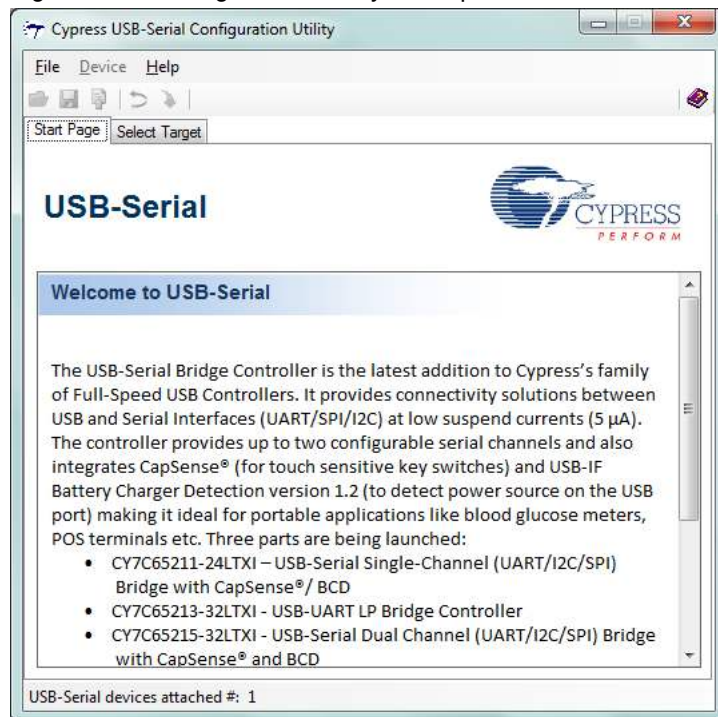 Cypress USB-Serial Configuration Utility
File Device Help
Start Page Select Target
USB-Serial
CYPRESS
PERFORM
Welcome to USB-Serial
The USB-Serial Bridge Controller is the latest addition to Cypress's family
of Full-Speed USB Controllers. It provides connectivity solutions between
USB and Serial Interfaces (UART/SPI/I2C) at low suspend currents (5 µA).
The controller provides up to two configurable serial channels and also
integrates CapSense® (for touch sensitive key switches) and USB-IF
Battery Charger Detection version 1.2 (to detect power source on the USB
port) making it ideal for portable applications like blood glucose meters,
POS terminals etc. Three parts are being launched:
• CY7C65211-24LTXI – USB-Serial Single-Channel (UART/I2C/SPI)
Bridge with CapSense®/ BCD
• CY7C65213-32LTXI - USB-UART LP Bridge Controller
• CY7C65215-32LTXI - USB-Serial Dual Channel (UART/I2C/SPI) Bridge
with CapSense® and BCD
USB-Serial devices attached #: 1